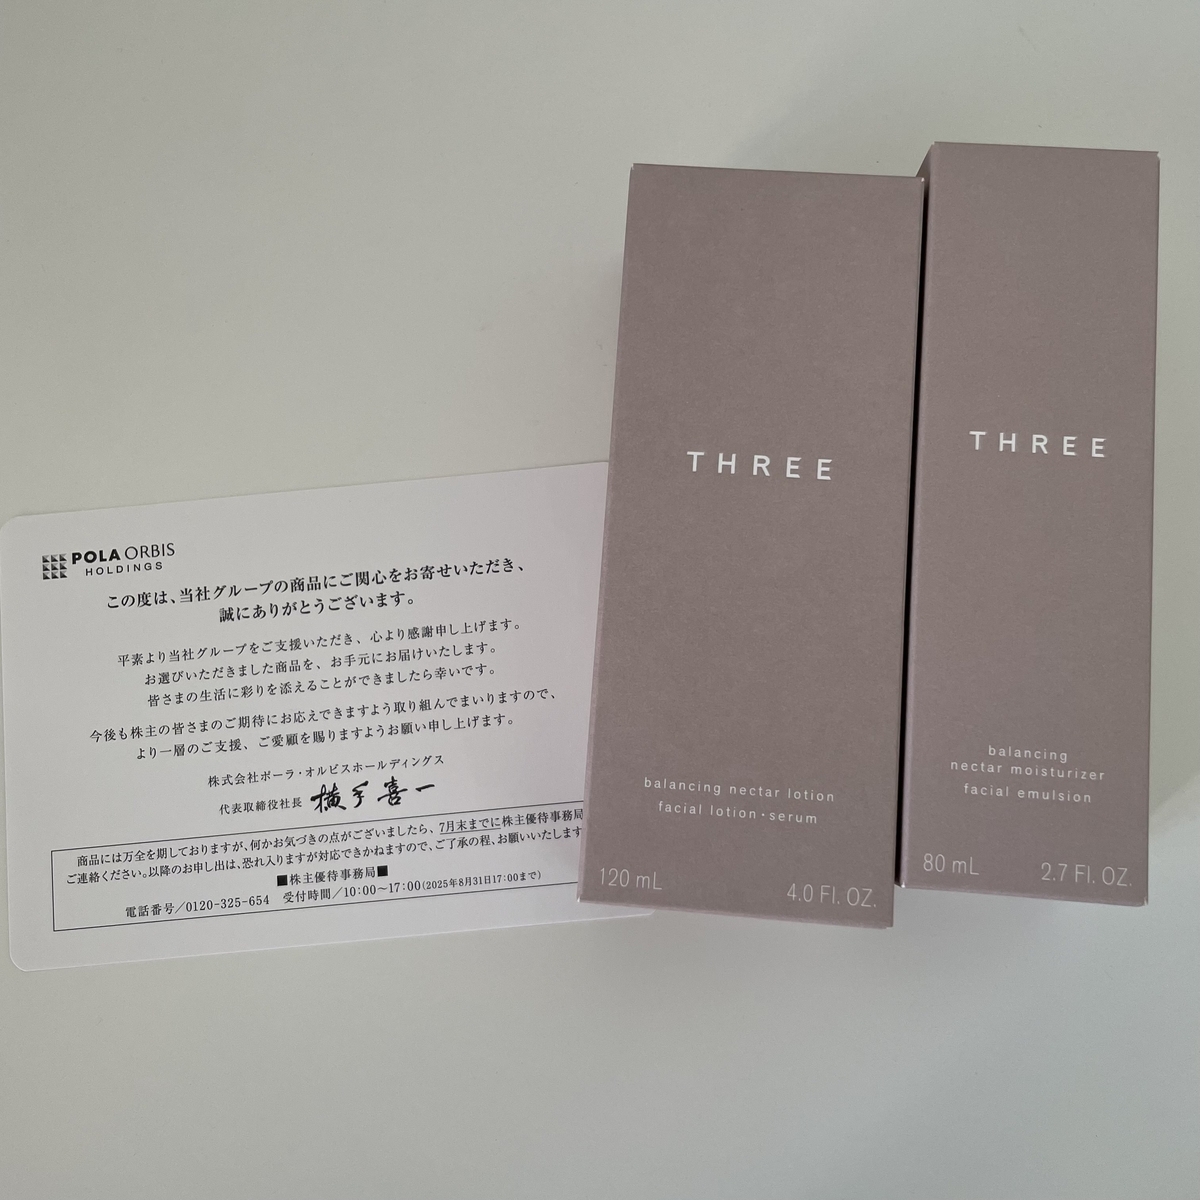 POLA ORBIS
HOLDINGS
この度は、当社グループの商品にご関心をお寄せいただき、
誠にありがとうございます。
平素より当社グループをご支援いただき、心より感謝申し上げます。
お選びいただきました商品を、お手元にお届けいたします。
皆さまの生活に彩りを添えることができましたら幸いです。
今後も株主の皆さまのご期待にお応えできますよう取り組んでまいりますので、
より一層のご支援、ご愛顧を賜りますようお願い申し上げます。
株式会社ポーラ・オルビスホールディングス
代表取締役社長 横手喜一
商品には万全を期しておりますが、何かお気づきの点がございましたら、7月末までに株主優待事務局
ご連絡ください。以降のお申し出は、恐れ入りますが対応できかねますので、ご了承の程、お願いいたします
■株主優待事務局■
電話番号/0120-325-654 受付時間/10:00~17:00(2025年8月31日17:00まで)
THREE
balancing nectar lotion
facial lotion・serum
120 mL 4.0 Fl. OZ.
THREE
balancing
nectar moisturizer
facial emulsion
80 mL 2.7 Fl. OZ.